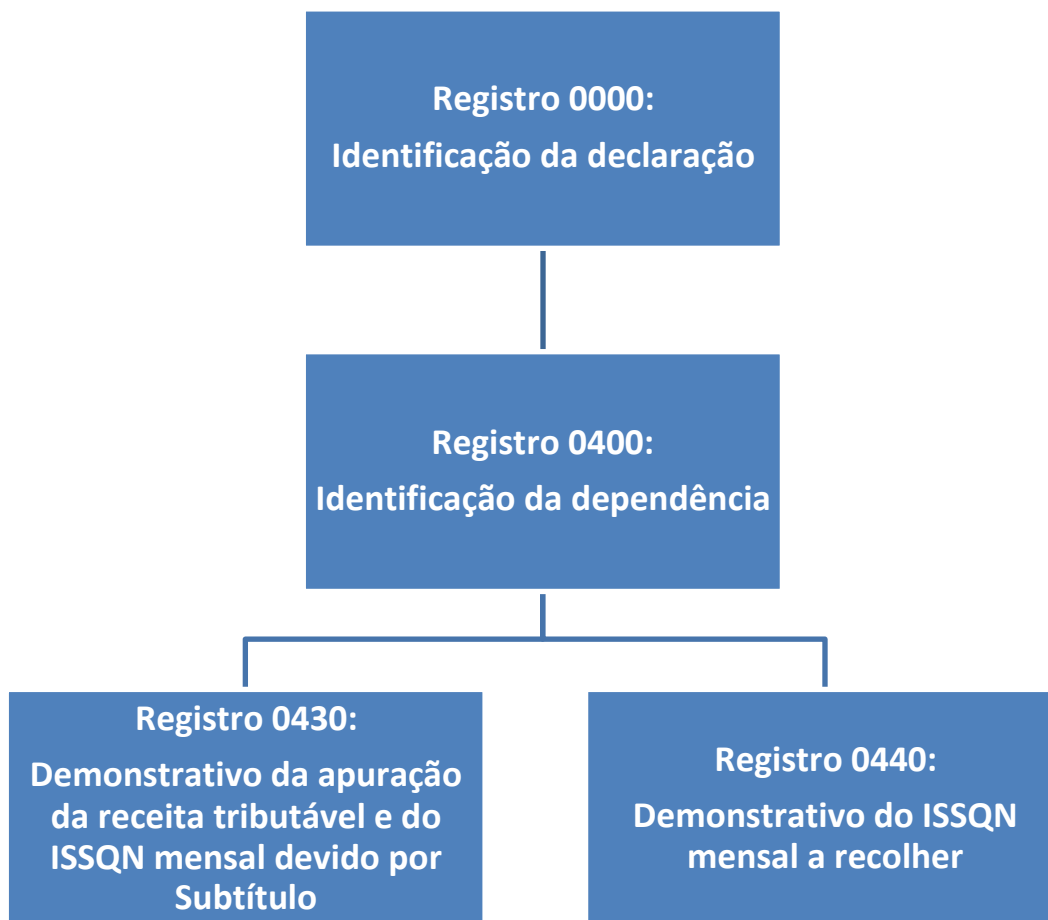 Registro 0000:
Identificação da declaração
Registro 0400:
Identificação da dependência
Registro 0430:
Demonstrativo da apuração
da receita tributável e do
ISSQN mensal devido por
Subtítulo
Registro 0440:
Demonstrativo do ISSQN
mensal a recolher